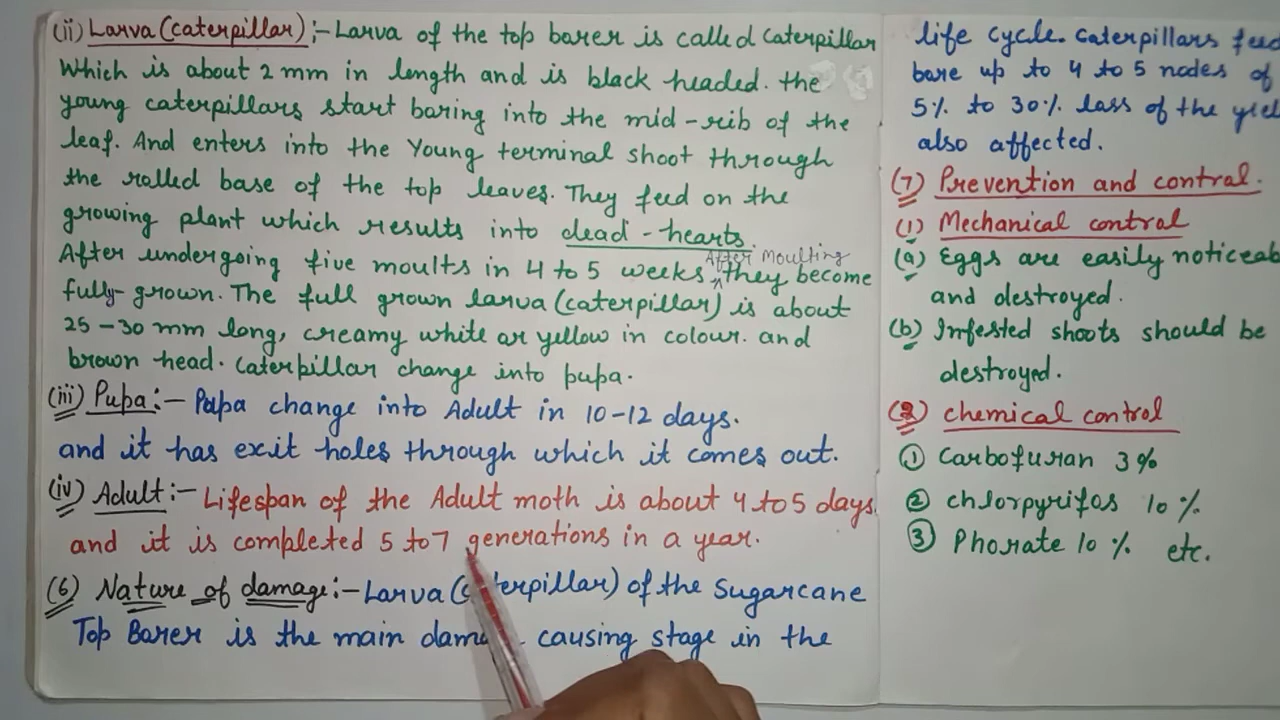 (ii) Larva (caterpillar) :- Larva of the top borer is called caterpillar
Which is about 2 mm in length and is black headed. the
young caterpillars start boring into the mid-rib of the
leaf. And enters into the Young terminal shoot through
the rolled base of the top leaves. They feed on the
growing plant which results into dead-hearts.
After Moulting
After undergoing five moults in 4 to 5 weeks, they become
fully-grown. The full grown larva (caterpillar) is about
25-30 mm long, creamy white or yellow in colour. and
brown head. Caterpillar change into pupa.
(iii) Pupa :- Papa change into Adult in 10-12 days.
and it has exit holes through which it comes out.
(iv) Adult :- Lifespan of the Adult moth is about 4 to 5 days.
and it is completed 5 to 7 generations in a year.
(6) Nature of damage :- Larva (caterpillar) of the Sugarcane
Top Borer is the main causing stage in the
life cycle. Caterpillars feed
bore up to 4 to 5 nodes of
5% to 30% loss of the
also affected.
(7) Prevention and control.
(1) Mechanical control
(a) Eggs are easily
and destroyed.
(b) Infested shoots should be
destroyed.
(2) chemical control
① Carbofuran 3%
② chlorpyrifos 10%
③ Phorate 10% etc.